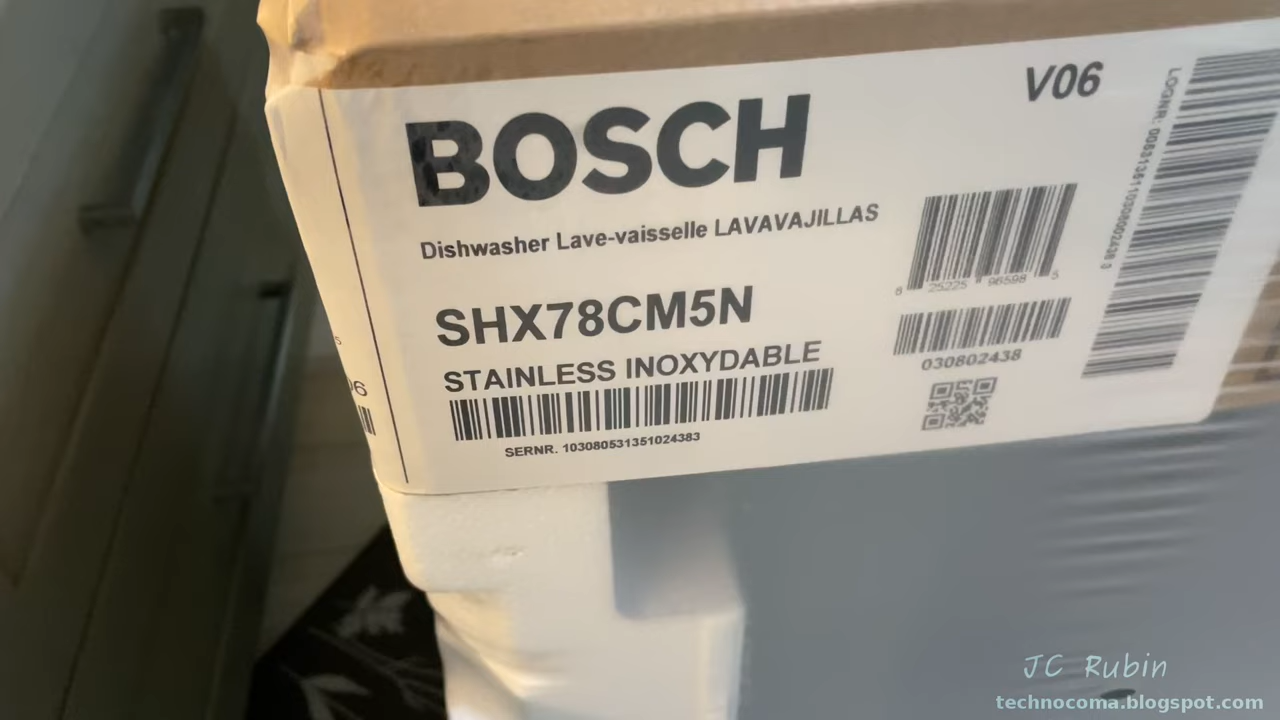 V06
BOSCH
Dishwasher Lave-vaisselle LAVAVAJILLAS
SHX78CM5N
STAINLESS INOXYDABLE
SERNR. 103080531351024383
8 25225 96598 5
030802438
JC Rubin
technocoma.blogspot.com